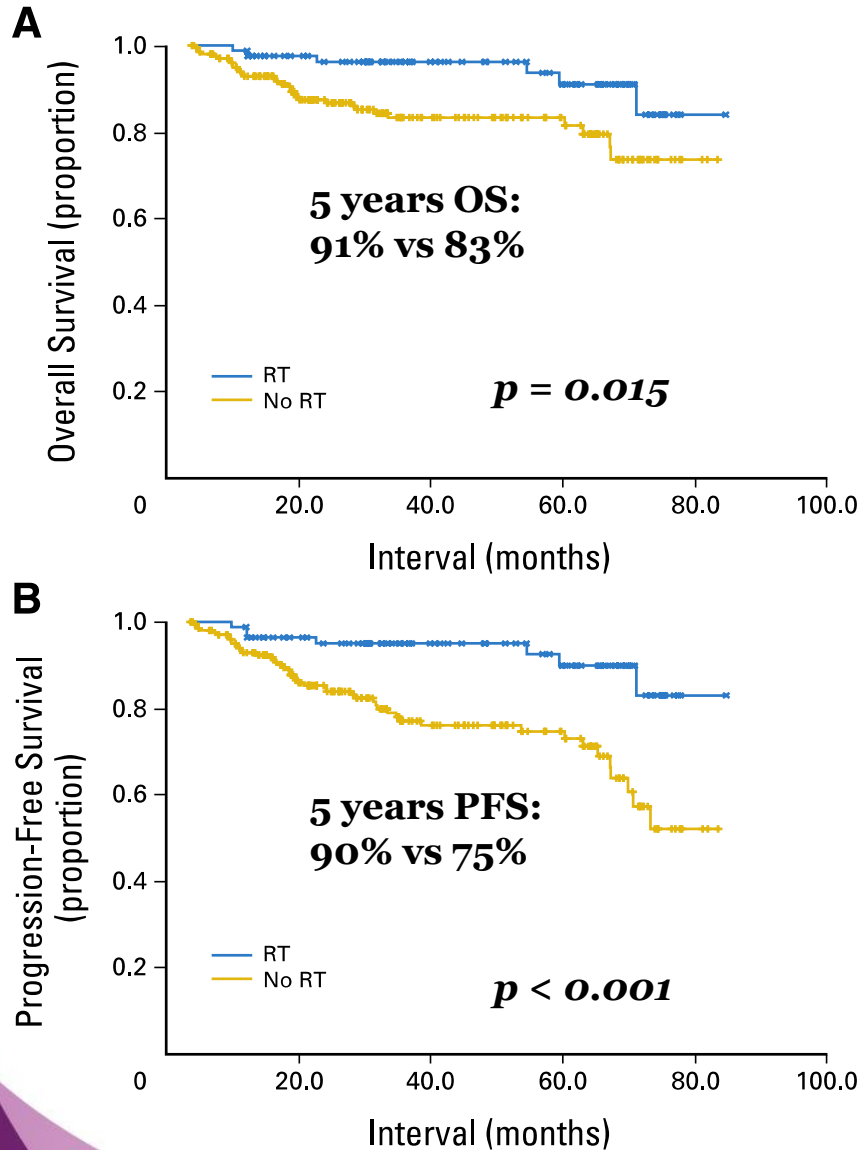 A
Overall Survival (proportion)
1.0
0.8
0.6
0.4
0.2
5 years OS:
91% vs 83%
RT
No RT
p = 0.015
0 20.0 40.0 60.0 80.0 100.0
Interval (months)
B
Progression-Free Survival
(proportion)
1.0
0.8
0.6
0.4
0.2
5 years PFS:
90% vs 75%
RT
No RT
p < 0.001
0 20.0 40.0 60.0 80.0 100.0
Interval (months)